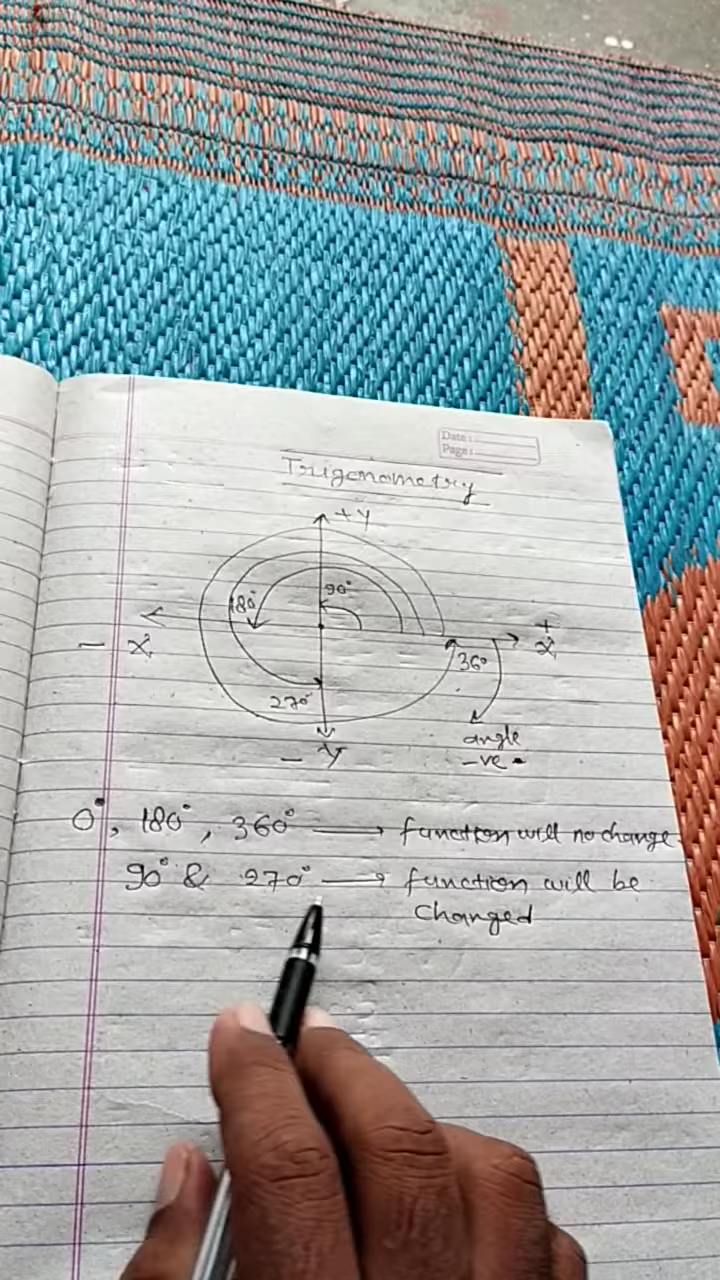 Date :
Page :
Trigonometry
+y
90°
180°
+
x
- x
360
270°
- y
angle
-ve
0°, 180°, 360° → function will no change
90° & 270° → function will be
changed